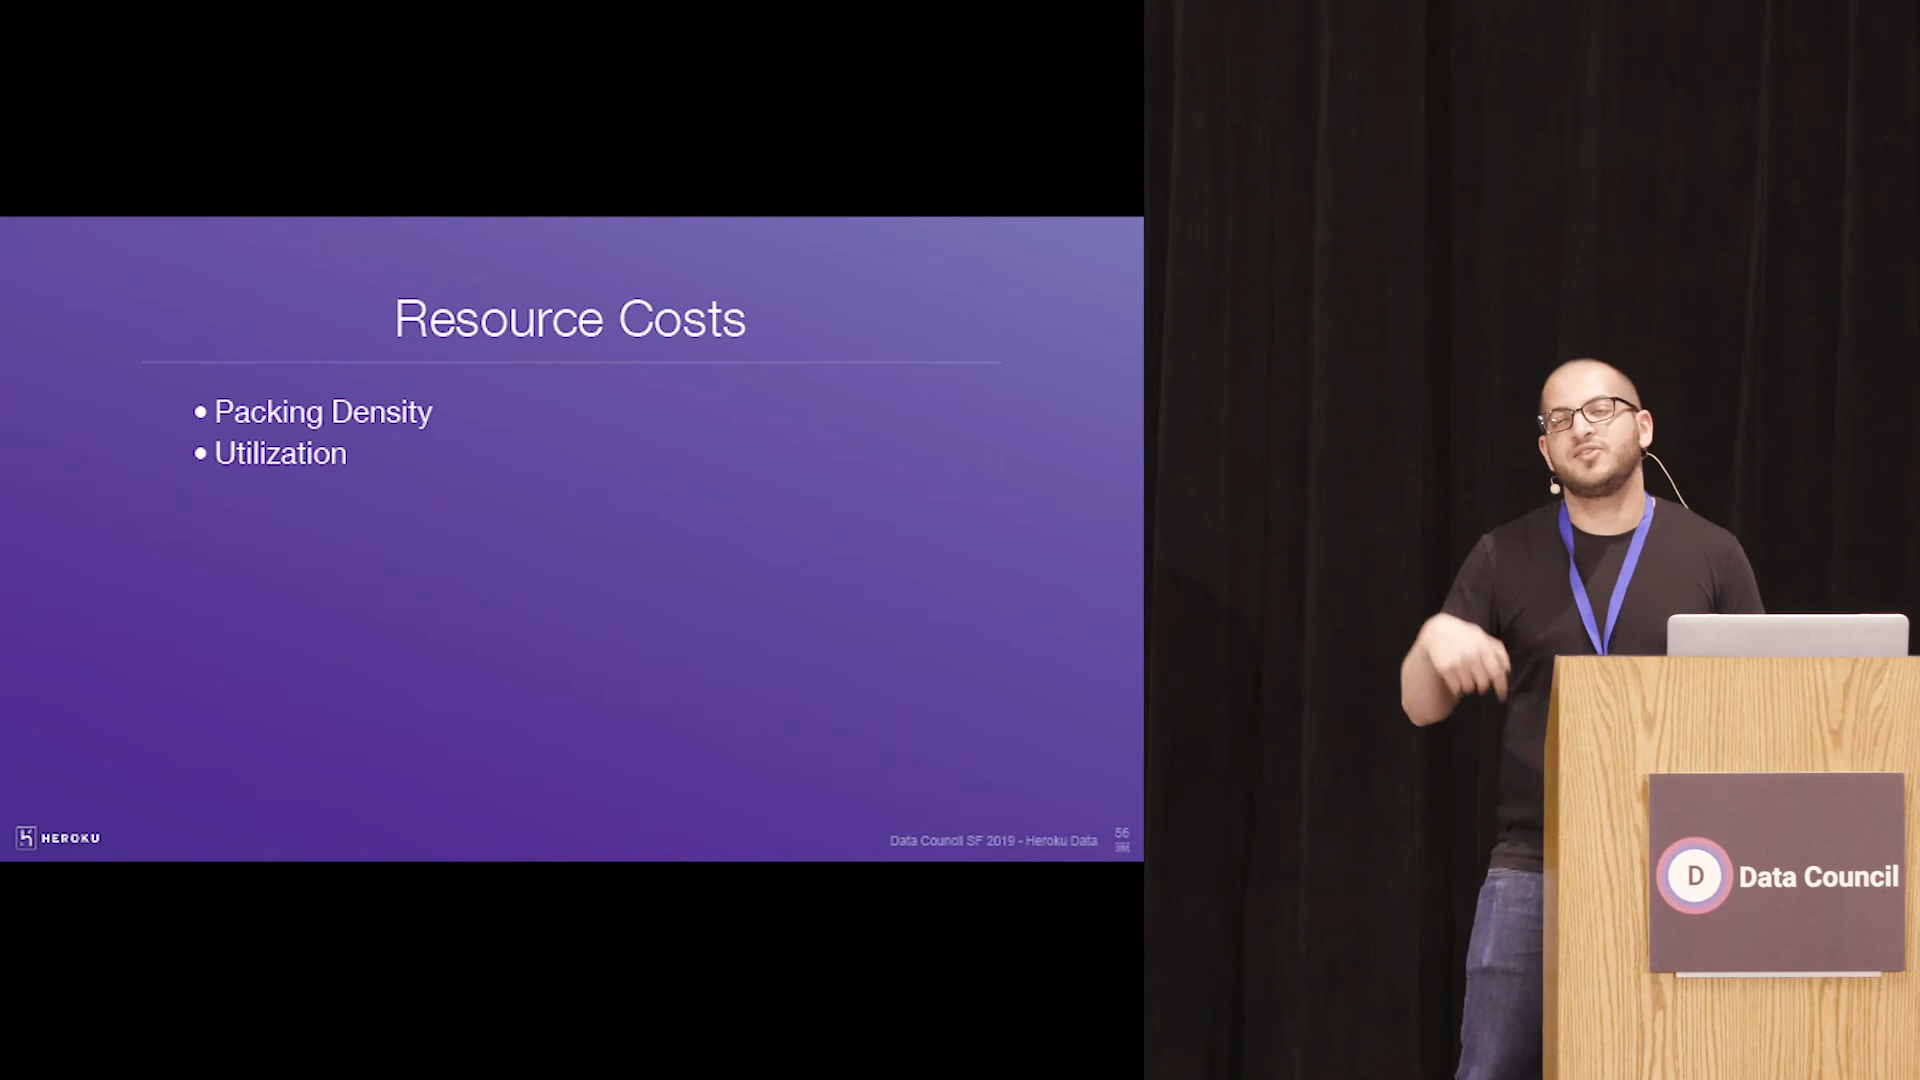 Resource Costs
• Packing Density
• Utilization
HEROKU
Data Council SF 2019 - Heroku Data
56
D Data Council